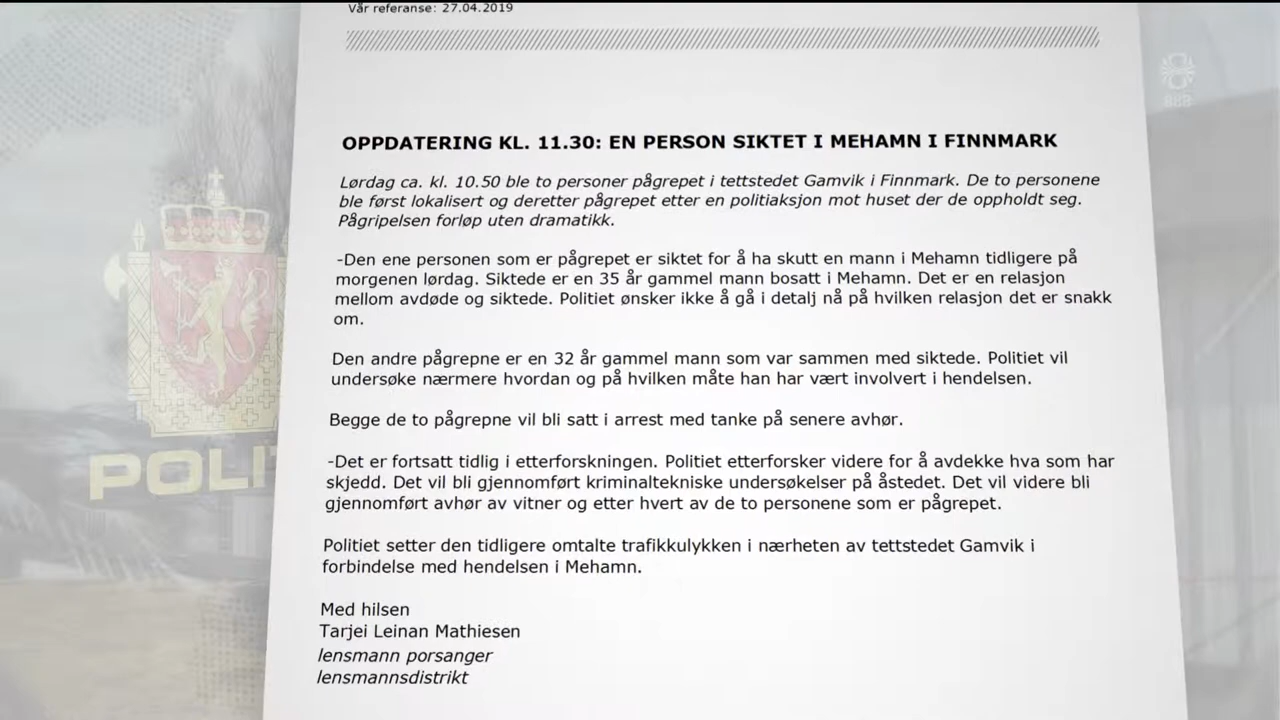 Vår referanse: 27.04.2019
888
OPPDATERING KL. 11.30: EN PERSON SIKTET I MEHAMN I FINNMARK
Lørdag ca. kl. 10.50 ble to personer pågrepet i tettstedet Gamvik i Finnmark. De to personene
ble først lokalisert og deretter pågrepet etter en politiaksjon mot huset der de oppholdt seg.
Pågripelsen forløp uten dramatikk.
-Den ene personen som er pågrepet er siktet for å ha skutt en mann i Mehamn tidligere på
morgenen lørdag. Siktede er en 35 år gammel mann bosatt i Mehamn. Det er en relasjon
mellom avdøde og siktede. Politiet ønsker ikke å gå i detalj nå på hvilken relasjon det er snakk
om.
Den andre pågrepne er en 32 år gammel mann som var sammen med siktede. Politiet vil
undersøke nærmere hvordan og på hvilken måte han har vært involvert i hendelsen.
Begge de to pågrepne vil bli satt i arrest med tanke på senere avhør.
-Det er fortsatt tidlig i etterforskningen. Politiet etterforsker videre for å avdekke hva som har
skjedd. Det vil bli gjennomført kriminaltekniske undersøkelser på åstedet. Det vil videre bli
gjennomført avhør av vitner og etter hvert av de to personene som er pågrepet.
Politiet setter den tidligere omtalte trafikkulykken i nærheten av tettstedet Gamvik i
forbindelse med hendelsen i Mehamn.
Med hilsen
Tarjei Leinan Mathiesen
lensmann porsanger
lensmannsdistrikt
POLI